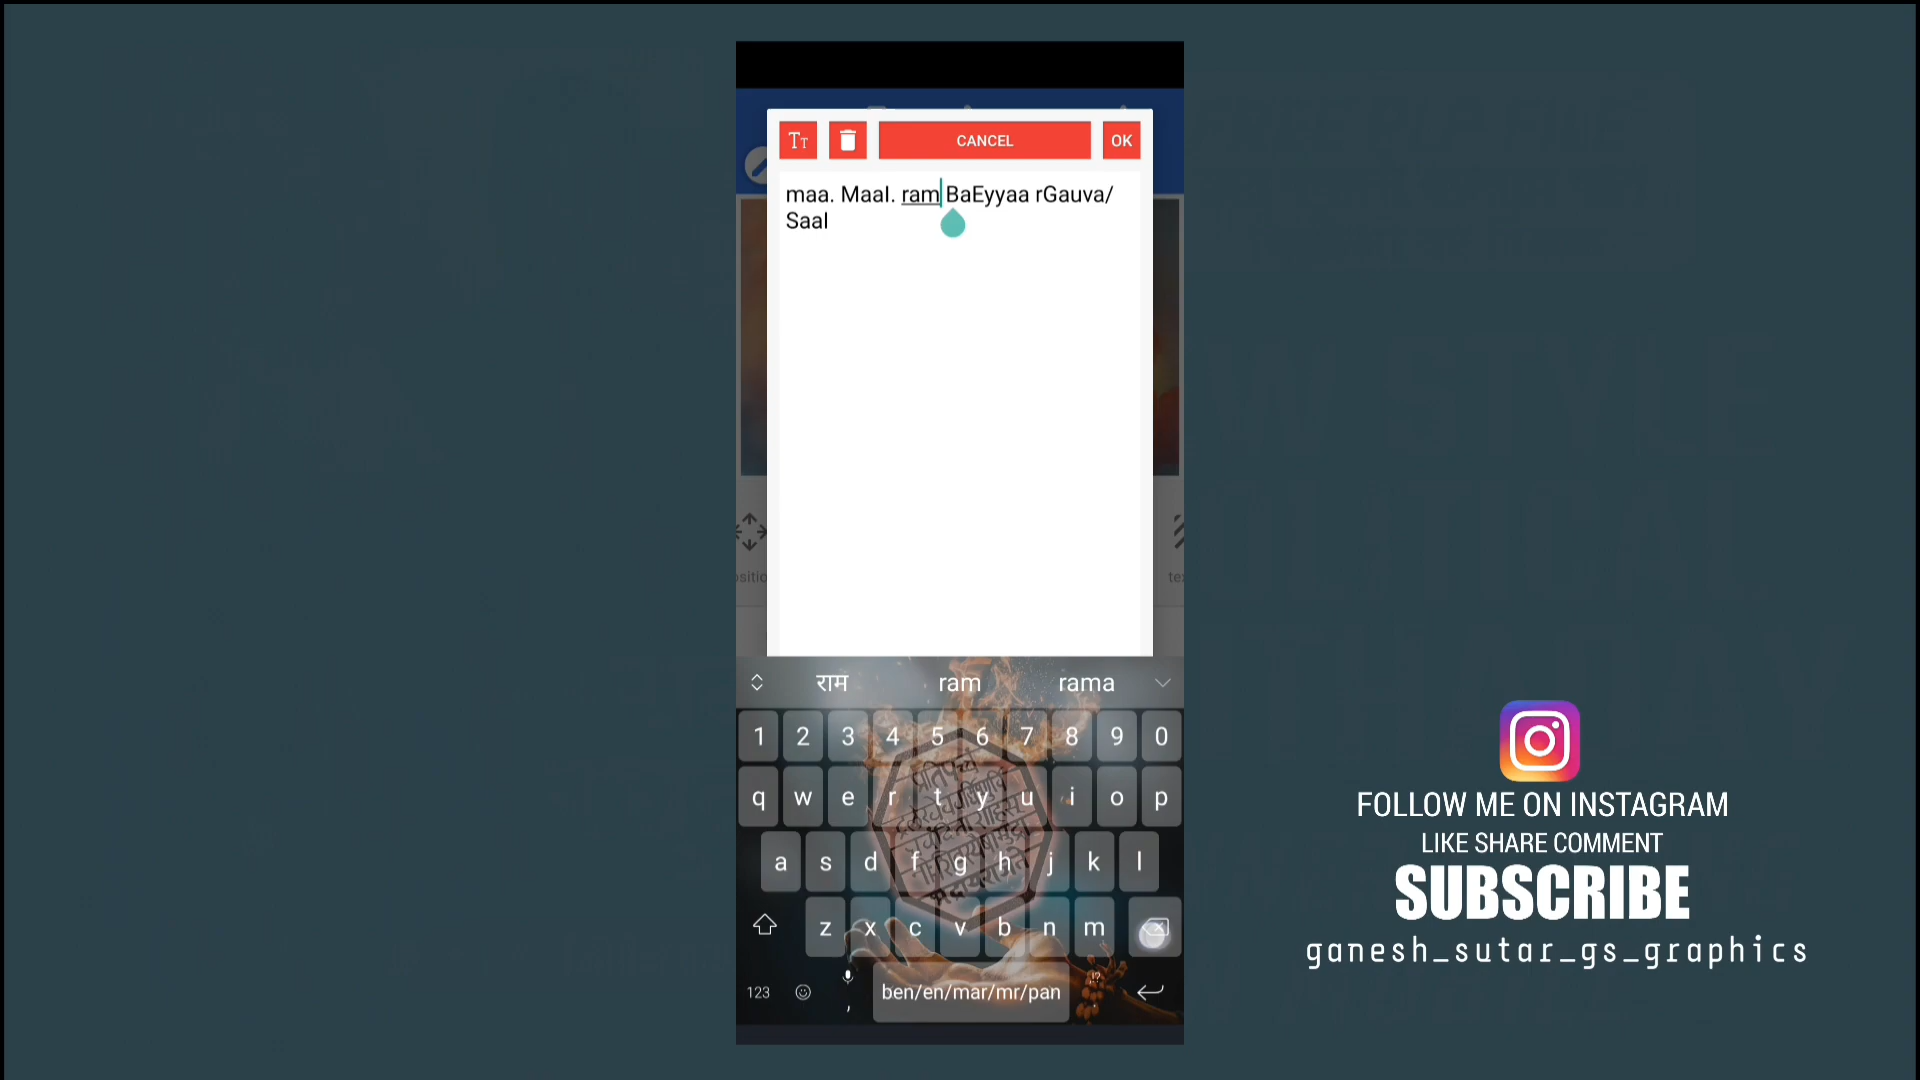 CANCEL
OK
maa. Maal. ram BaEyyaa rGauva/
Saal
राम ram rama
1 2 3 4 5 6 7 8 9 0
q w e r t y u i o p
a s d f g h j k l
z x c v b n m
123 , ben/en/mar/mr/pan !?
FOLLOW ME ON INSTAGRAM
LIKE SHARE COMMENT
SUBSCRIBE
ganesh_sutar_gs_graphics